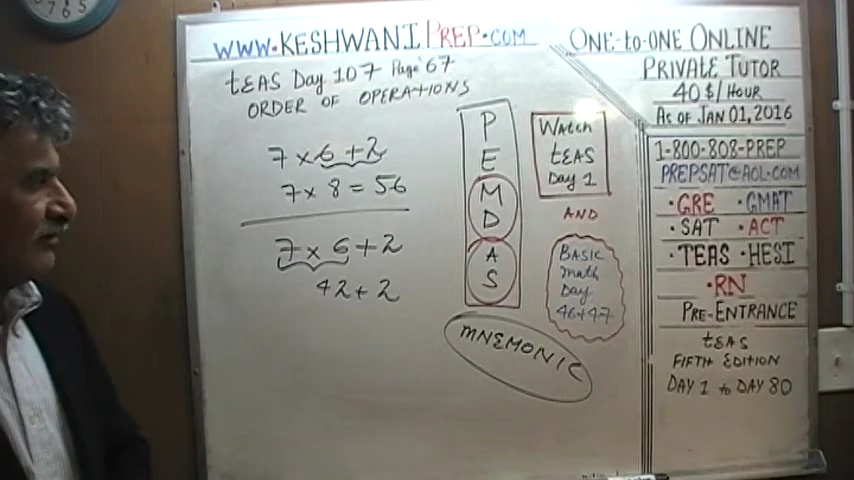 WWW.KESHWANIPREP.COM
TEAS Day 107 Page 67
ORDER OF OPERATIONS
7 × 6 + 2
7 × 8 = 56
7 × 6 + 2
42 + 2
P
E
M
D
A
S
MNEMONIC
WATCH
TEAS
Day 1
AND
BASIC
math
Day
46+47
ONE-to-ONE ONLINE
PRIVATE TUTOR
40$/HOUR
AS OF JAN 01, 2016
1-800-808-PREP
PREPSAT@AOL.COM
•GRE •GMAT
•SAT •ACT
•TEAS •HESI
•RN
PRE-ENTRANCE
TEAS
FIFTH EDITION
DAY 1 to DAY 80
7 6 5